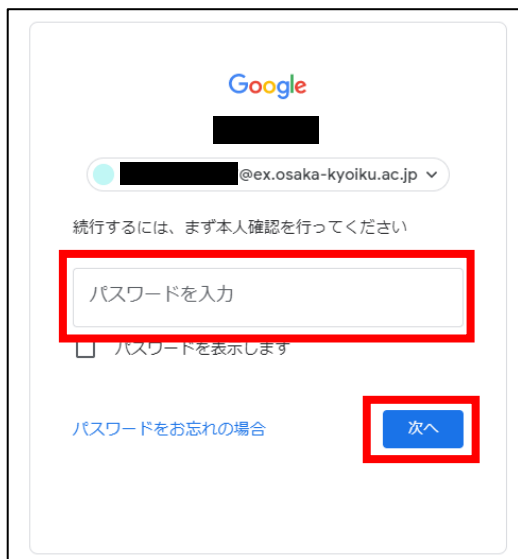 Google
@ex.osaka-kyoiku.ac.jp
続行するには、まず本人確認を行ってください
パスワードを入力
パスワードを表示します
パスワードをお忘れの場合
次へ